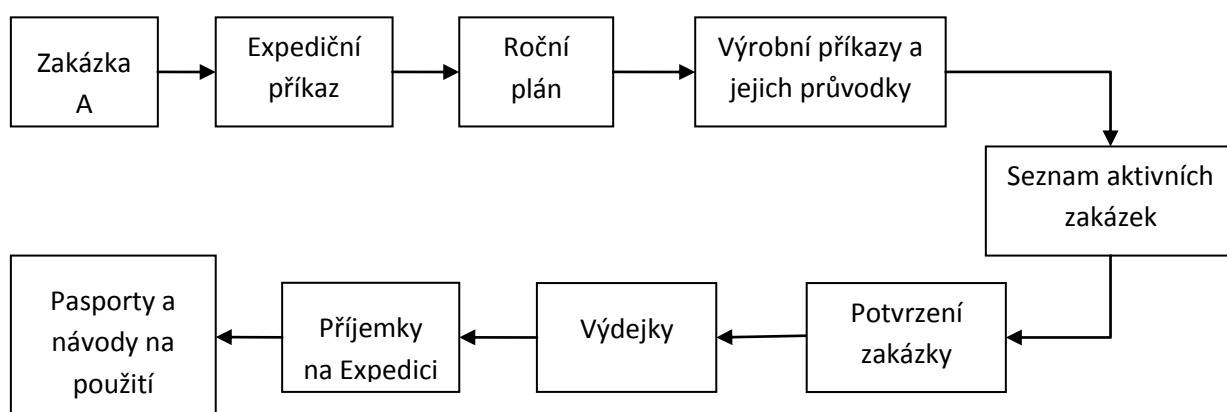 Zakázka
A
Expediční
příkaz
Roční
plán
Výrobní příkazy a
jejich průvodky
Seznam aktivních
zakázek
Potvrzení
zakázky
Výdejky
Příjemky
na Expedici
Pasporty a
návody na
použití